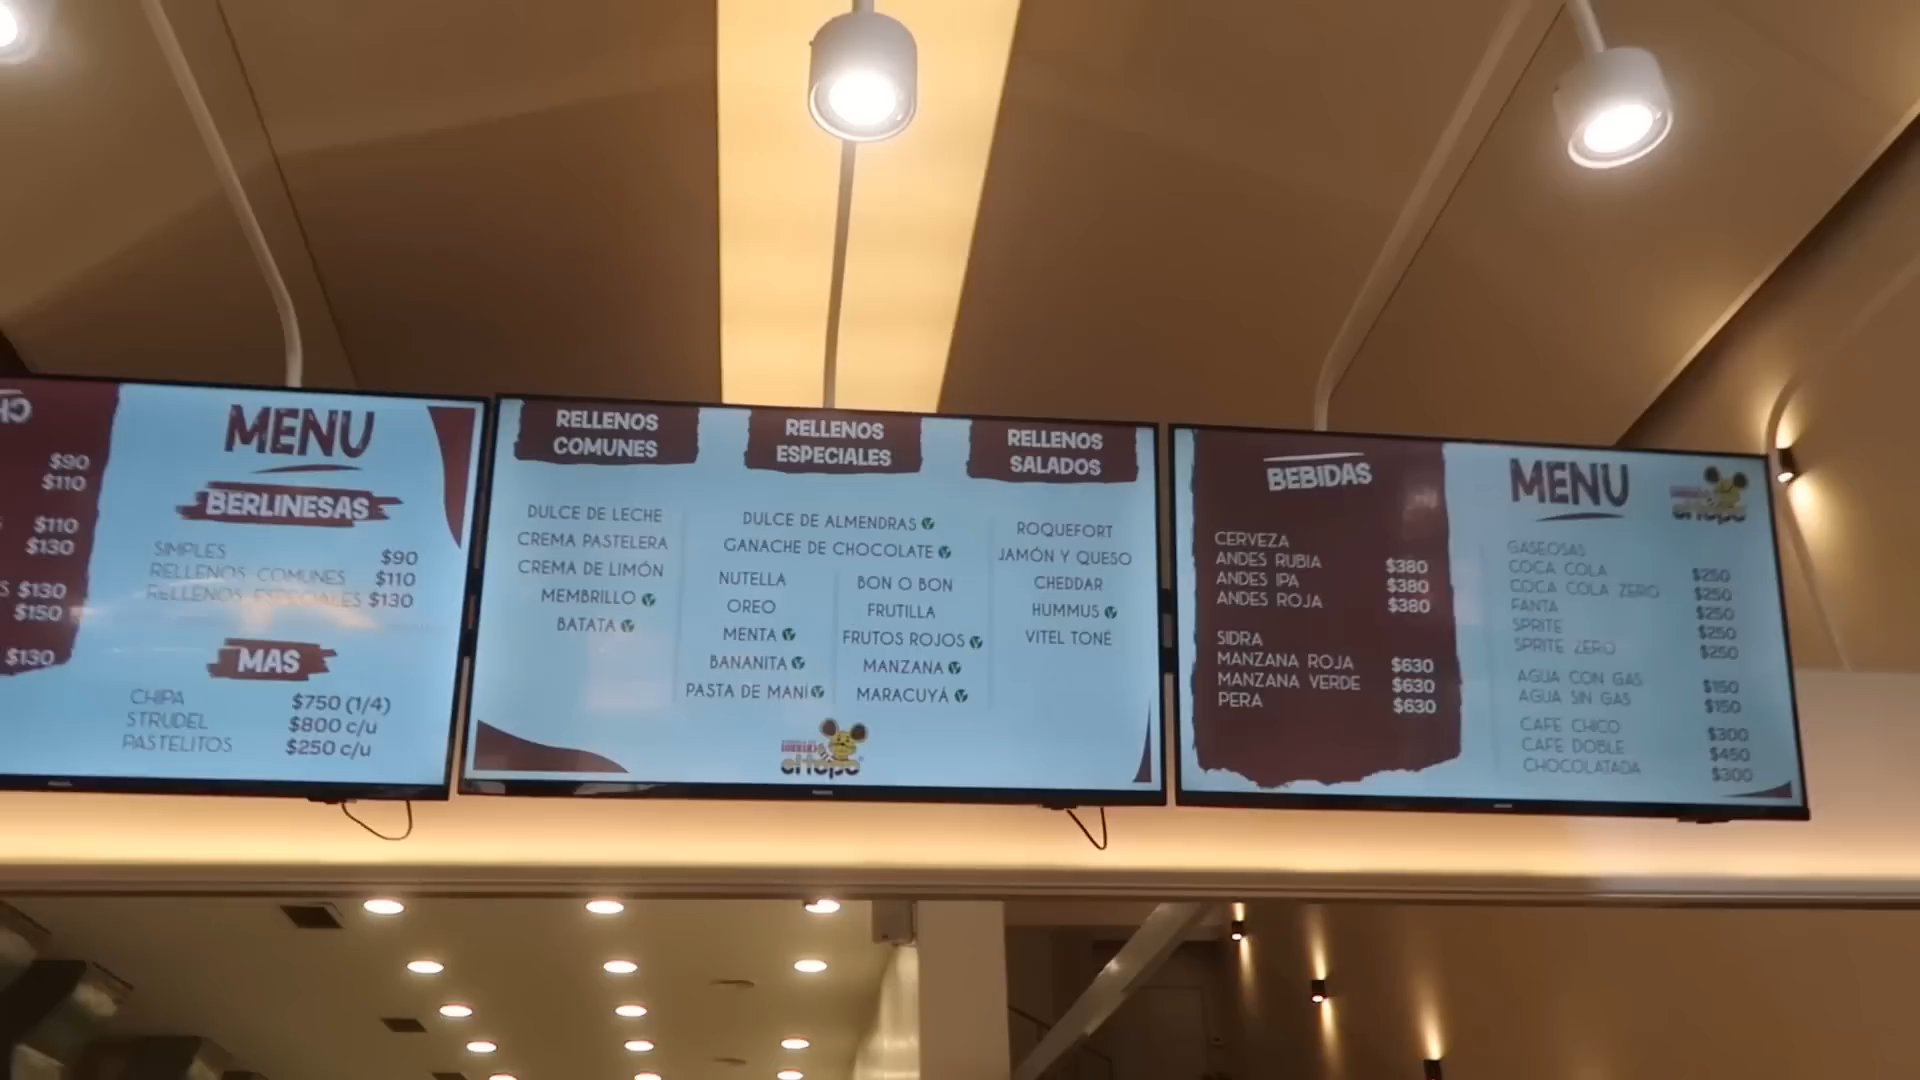 $90
$110
$110
$130
$130
$150
$130
MENU
BERLINESAS
SIMPLES $90
RELLENOS COMUNES $110
RELLENOS ESPECIALES $130
MAS
CHIPA $750 (1/4)
STRUDEL $800 c/u
PASTELITOS $250 c/u
RELLENOS
COMUNES
DULCE DE LECHE
CREMA PASTELERA
CREMA DE LIMÓN
MEMBRILLO
BATATA
RELLENOS
ESPECIALES
DULCE DE ALMENDRAS
GANACHE DE CHOCOLATE
NUTELLA
OREO
MENTA
BANANITA
PASTA DE MANÍ
BON O BON
FRUTILLA
FRUTOS ROJOS
MANZANA
MARACUYÁ
RELLENOS
SALADOS
ROQUEFORT
JAMÓN Y QUESO
CHEDDAR
HUMMUS
VITEL TONÉ
el topo
BEBIDAS
CERVEZA
ANDES RUBIA $380
ANDES IPA $380
ANDES ROJA $380
SIDRA
MANZANA ROJA $630
MANZANA VERDE $630
PERA $630
MENU
el topo
GASEOSAS
COCA COLA $250
COCA COLA ZERO $250
FANTA $250
SPRITE $250
SPRITE ZERO $250
AGUA CON GAS $150
AGUA SIN GAS $150
CAFE CHICO $300
CAFE DOBLE $450
CHOCOLATADA $300